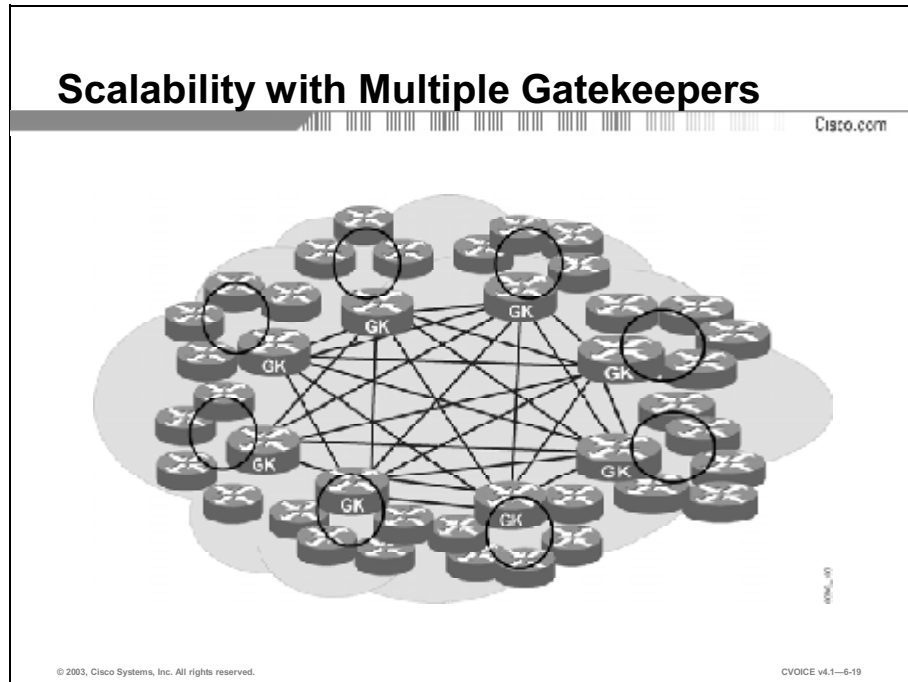 Scalability with Multiple Gatekeepers
Cisco.com
GK
GK
GK
GK
GK
GK
GK
GK
© 2003, Cisco Systems, Inc. All rights reserved.
CVOICE v4.1—6-19